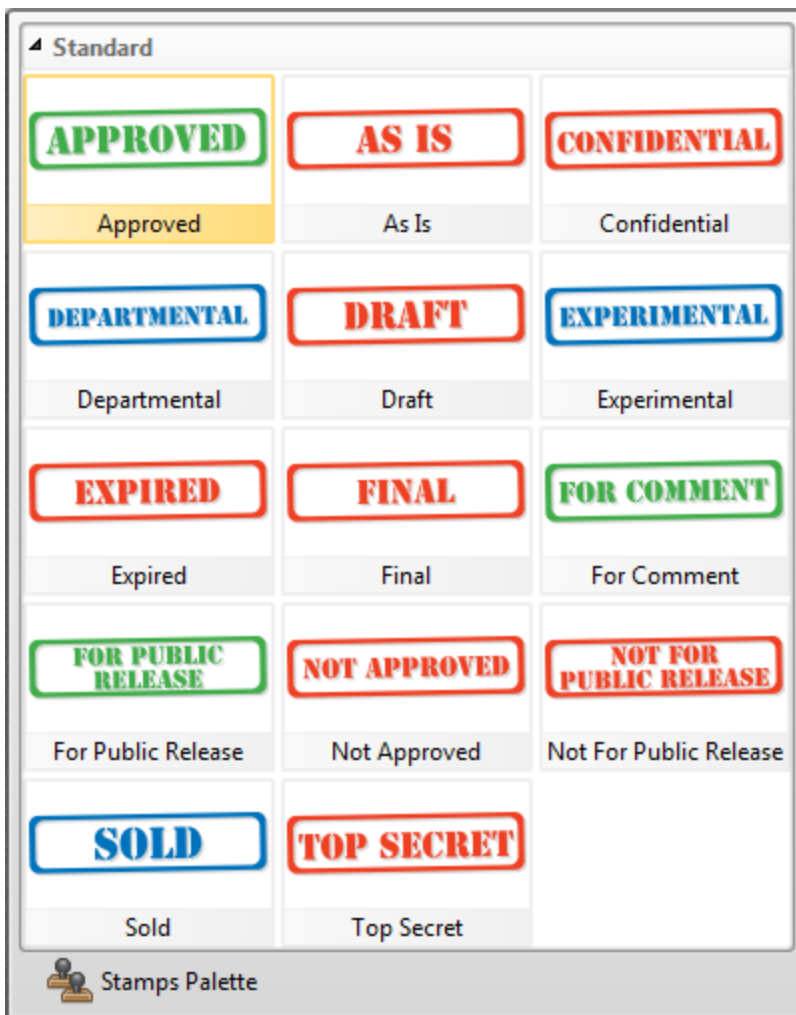 Standard
APPROVED
AS IS
CONFIDENTIAL
Approved
As Is
Confidential
DEPARTMENTAL
DRAFT
EXPERIMENTAL
Departmental
Draft
Experimental
EXPIRED
FINAL
FOR COMMENT
Expired
Final
For Comment
FOR PUBLIC
RELEASE
NOT APPROVED
NOT FOR
PUBLIC RELEASE
For Public Release
Not Approved
Not For Public Release
SOLD
TOP SECRET
Sold
Top Secret
Stamps Palette